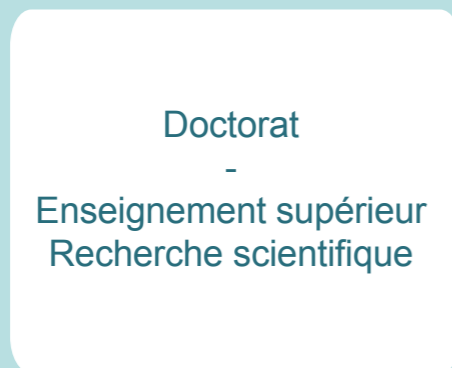 Doctorat
-
Enseignement supérieur
Recherche scientifique